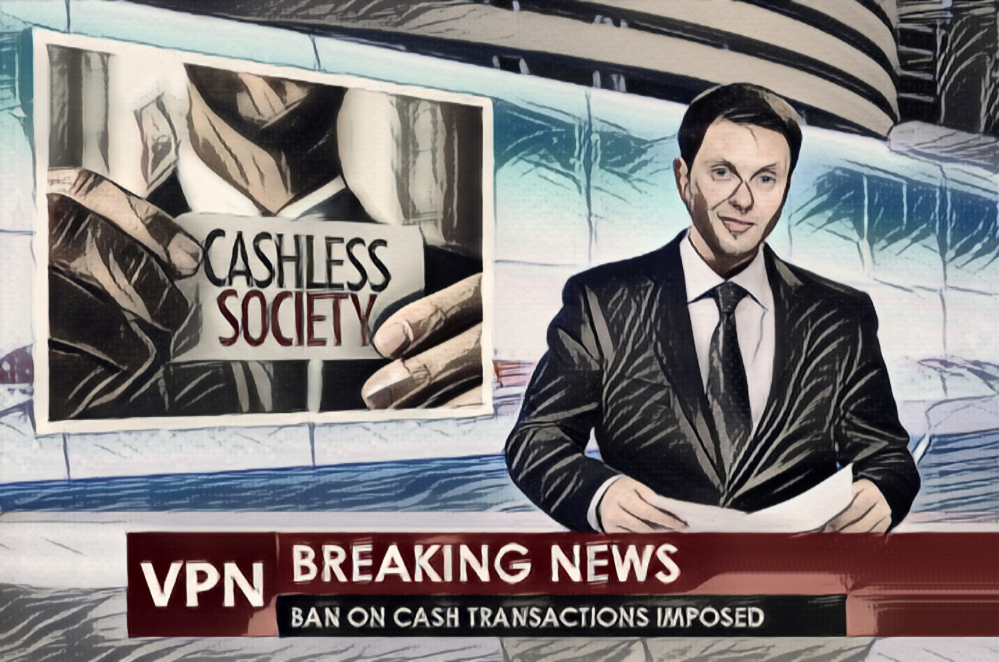 CASHLESS
SOCIETY
VPN
BREAKING NEWS
BAN ON CASH TRANSACTIONS IMPOSED